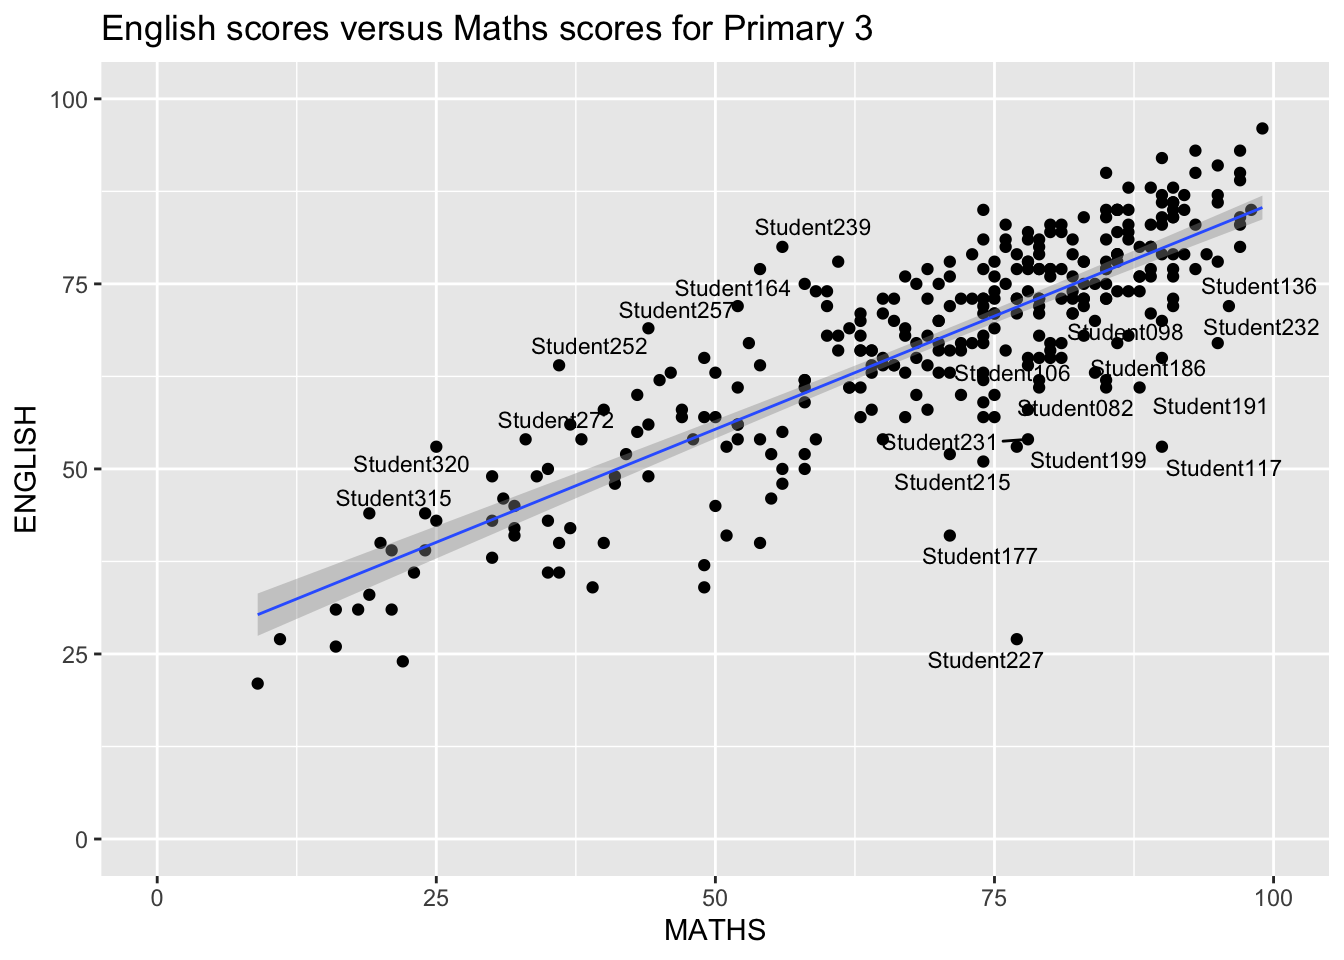 English scores versus Maths scores for Primary 3
100
75
50
25
0
ENGLISH
Student239
Student164
Student136
Student257
Student098
Student232
Student252
Student106
Student186
Student272
Student082
Student191
Student231
Student320
Student199
Student117
Student315
Student215
Student177
Student227
0
25
50
75
100
MATHS